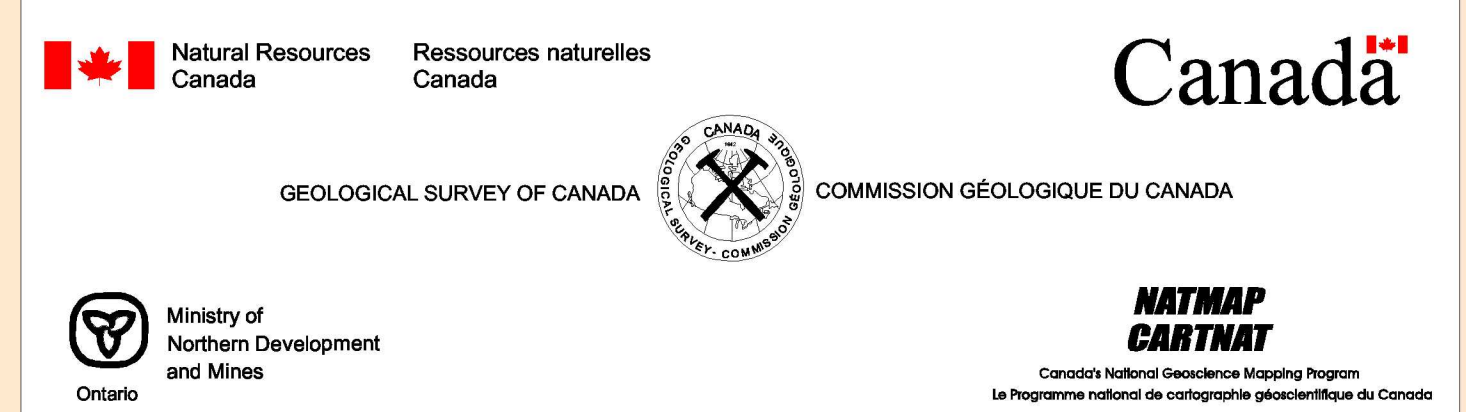 Natural Resources
Canada
Ressources naturelles
Canada
Canada
GEOLOGICAL SURVEY OF CANADA
CANADA
1842
GEOLOGICAL SURVEY - COMMISSION GÉOLOGIQUE
COMMISSION GÉOLOGIQUE DU CANADA
Ontario
Ministry of
Northern Development
and Mines
NATMAP
CARTNAT
Canada's National Geoscience Mapping Program
Le Programme national de cartographie géoscientifique du Canada